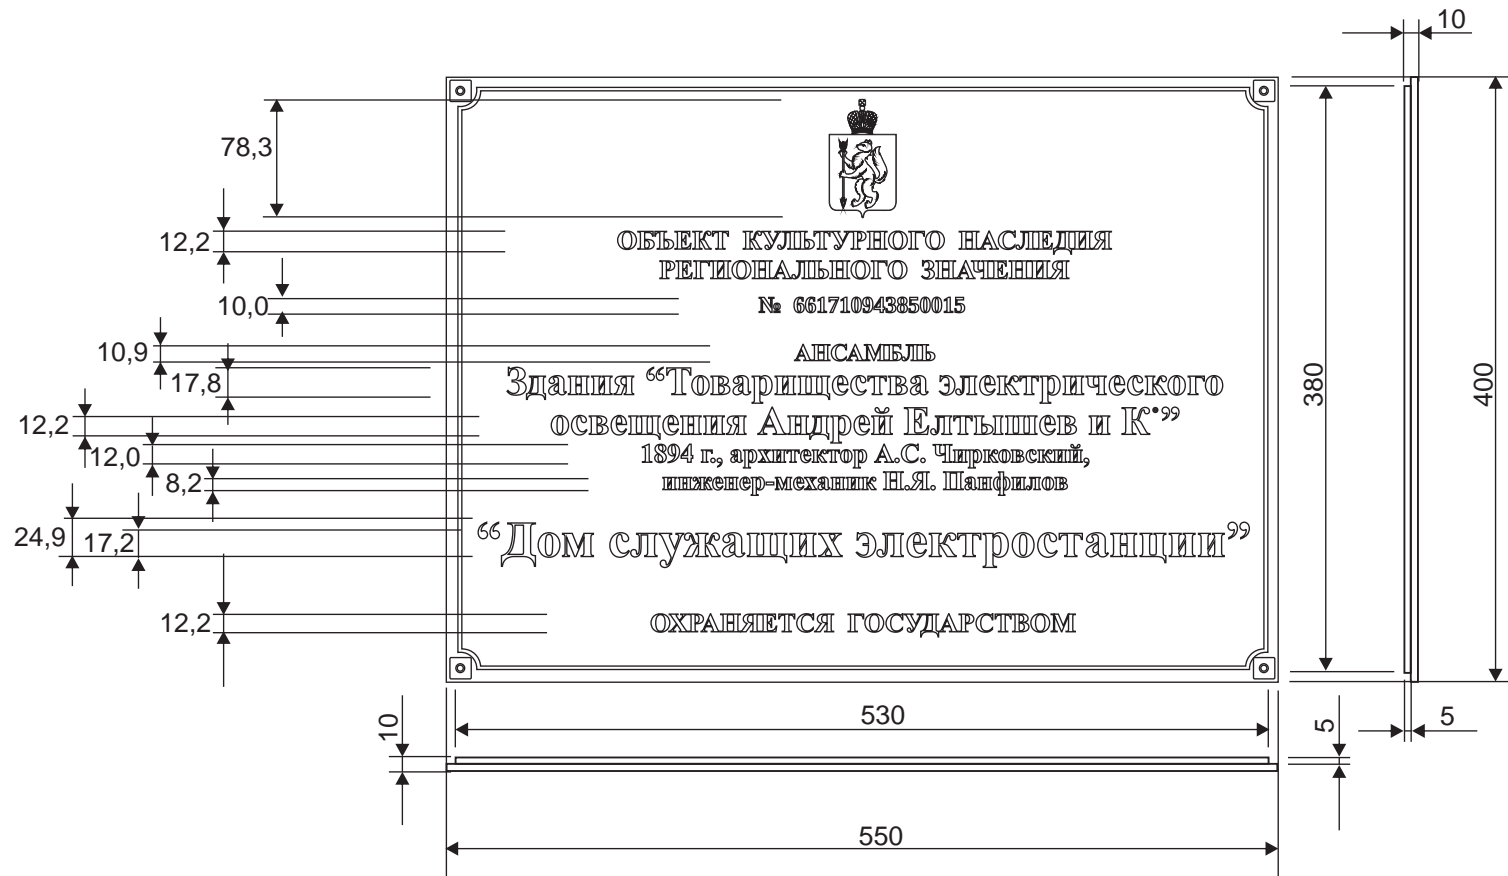 10
78,3
12,2
ОБЪЕКТ КУЛЬТУРНОГО НАСЛЕДИЯ
РЕГИОНАЛЬНОГО ЗНАЧЕНИЯ
10,0
№ 661710943850015
10,9
АНСАМБЛЬ
17,8
Здания “Товарищества электрического
380
400
12,2
освещения Андрей Елтышев и К°”
12,0
1894 г., архитектор А.С. Чирковский,
8,2
инженер-механик Н.Я. Панфилов
24,9
17,2
“Дом служащих электростанции”
12,2
ОХРАНЯЕТСЯ ГОСУДАРСТВОМ
10
530
5
5
550